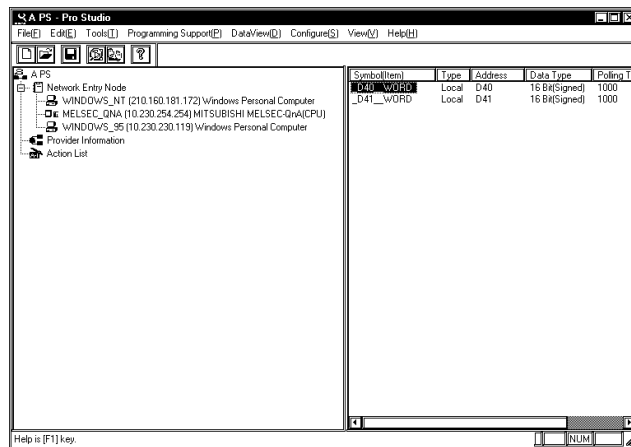 A PS - Pro Studio
File(F) Edit(E) Tools(T) Programming Support(P) DataView(D) Configure(S) View(V) Help(H)
A PS
Network Entry Node
WINDOWS_NT (210.160.181.172) Windows Personal Computer
MELSEC_QNA (10.230.254.254) MITSUBISHI MELSEC-QnA(CPU)
WINDOWS_95 (10.230.230.119) Windows Personal Computer
Provider Information
Action List
Symbol(Item) Type Address Data Type Polling T
_D40__WORD Local D40 16 Bit(Signed) 1000
_D41__WORD Local D41 16 Bit(Signed) 1000
Help is [F1] key.
NUM